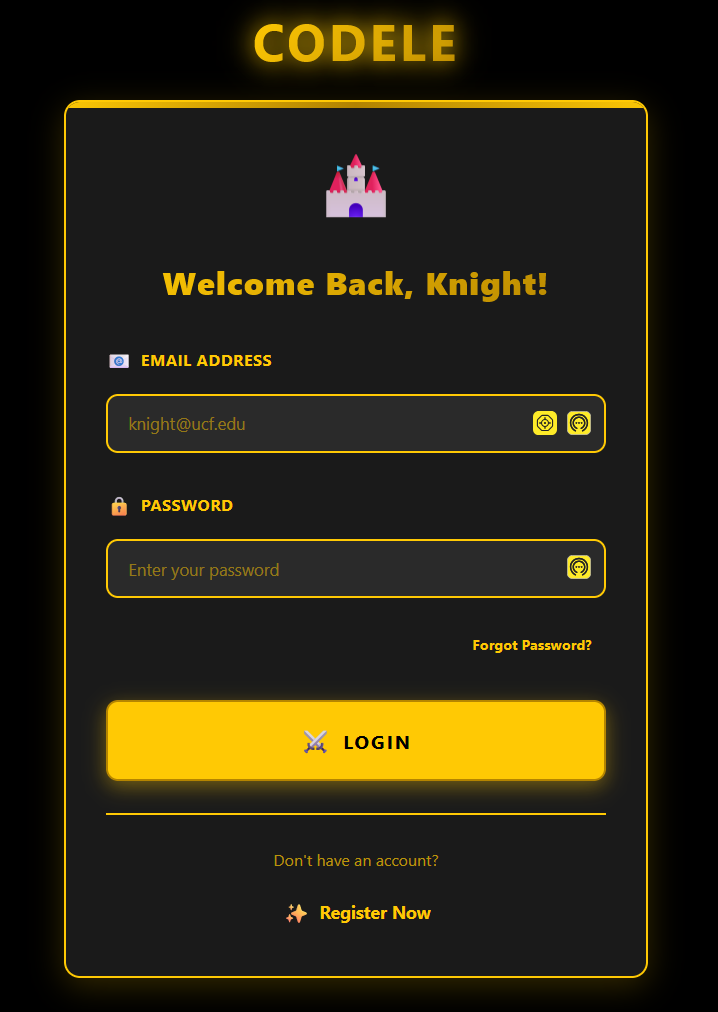 CODELE
Welcome Back, Knight!
EMAIL ADDRESS
knight@ucf.edu
PASSWORD
Enter your password
Forgot Password?
LOGIN
Don't have an account?
Register Now